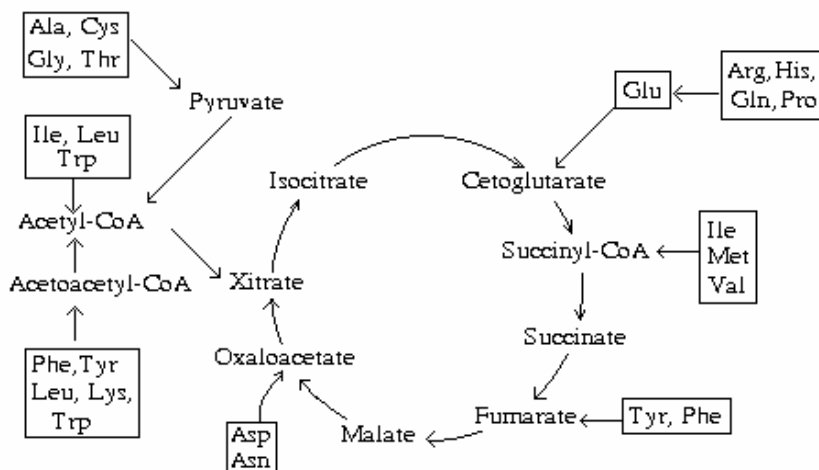 Ala, Cys
Gly, Thr
Pyruvate
Glu
Arg, His,
Gln, Pro
Ile, Leu
Trp
Isocitrate
Cetoglutarate
Acetyl-CoA
Succinyl-CoA
Ile
Met
Val
Acetoacetyl-CoA
Xitrate
Succinate
Oxaloacetate
Phe, Tyr
Leu, Lys,
Trp
Asp
Asn
Malate
Fumarate
Tyr, Phe